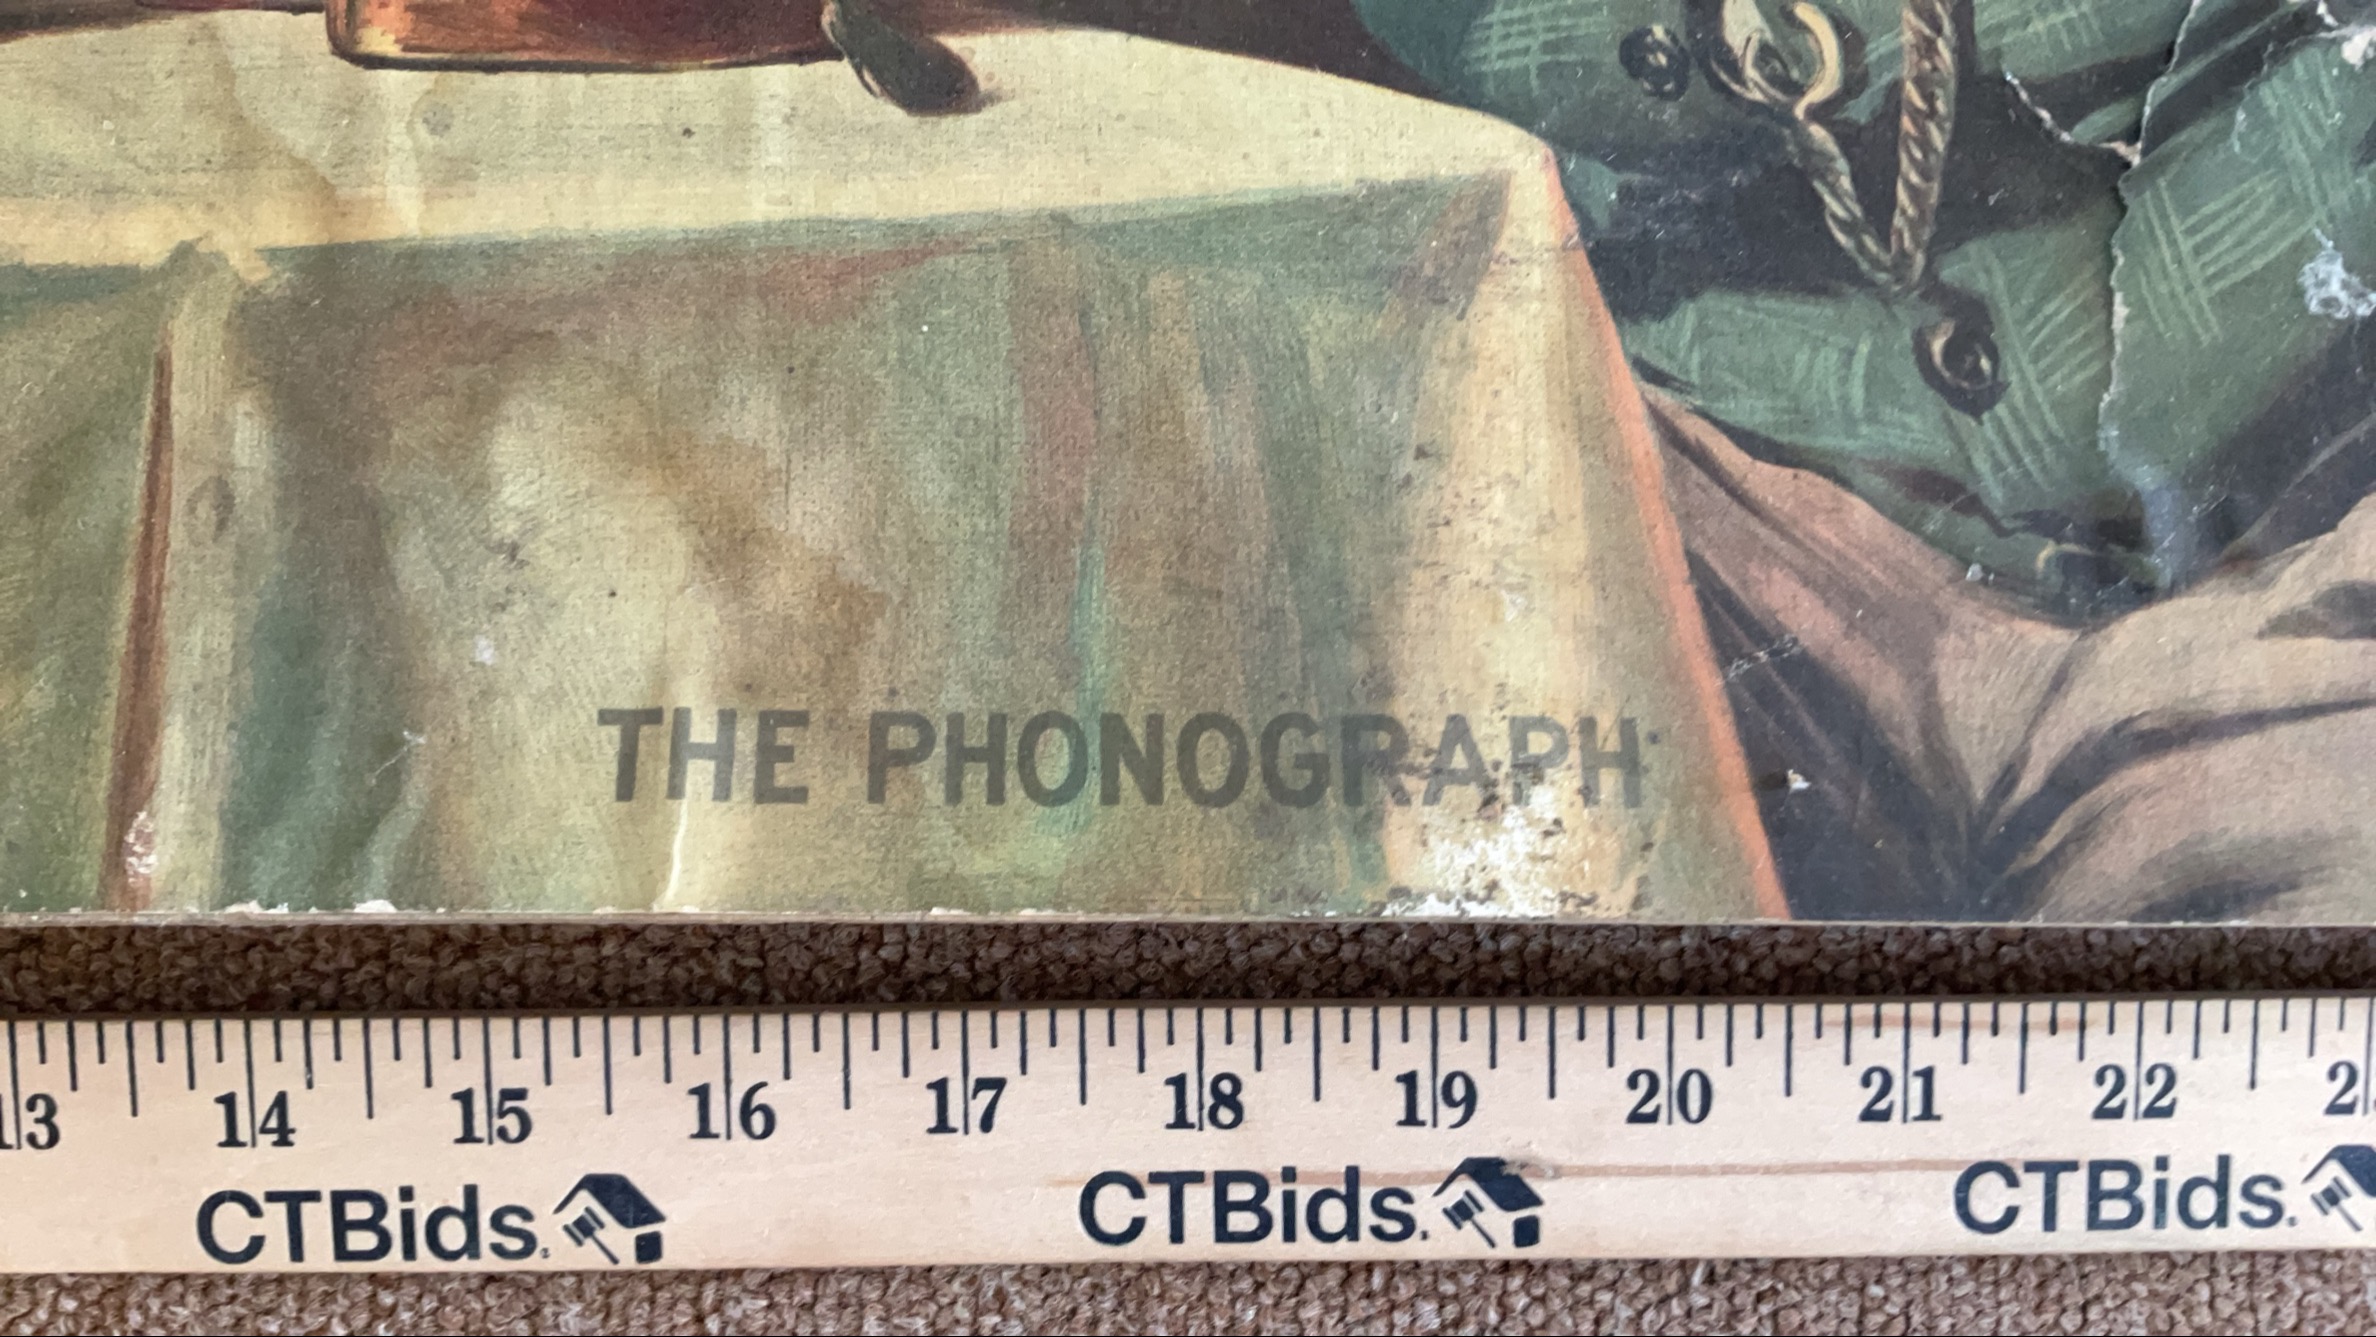 THE PHONOGRAPH
13 14 15 16 17 18 19 20 21 22
CTBids. CTBids. CTBids.